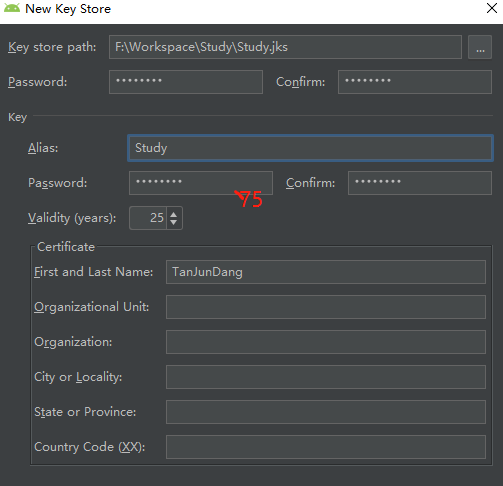 New Key Store
Key store path: F:\Workspace\Study\Study.jks ...
Password: •••••••• Confirm: ••••••••
Key
Alias: Study
Password: •••••••• Confirm: ••••••••
75
Validity (years): 25
Certificate
First and Last Name: TanJunDang
Organizational Unit:
Organization:
City or Locality:
State or Province:
Country Code (XX):